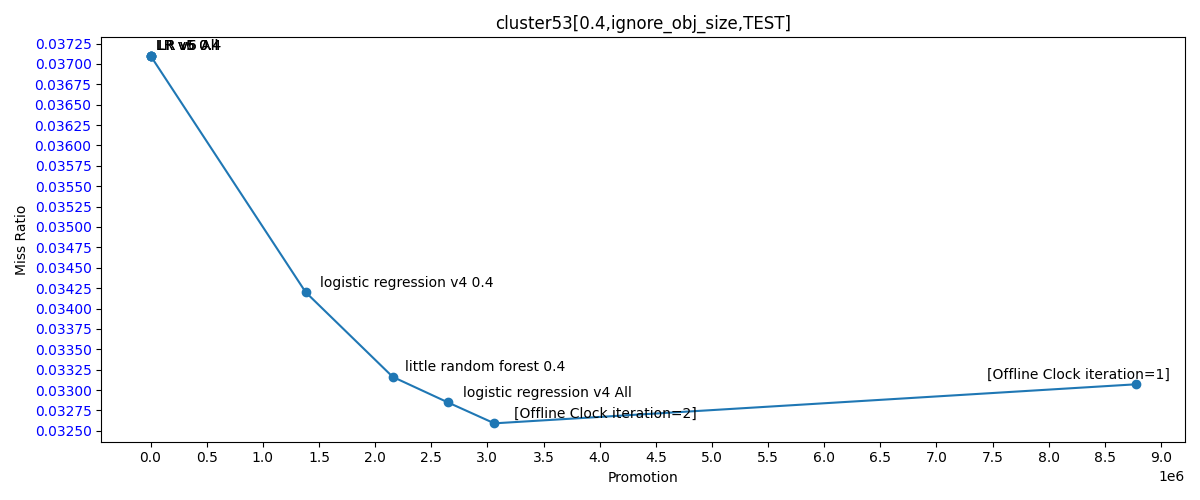 cluster53[0.4,ignore_obj_size,TEST]
0.03725
0.03700
0.03675
0.03650
0.03625
0.03600
0.03575
0.03550
0.03525
0.03500
0.03475
0.03450
0.03425
0.03400
0.03375
0.03350
0.03325
0.03300
0.03275
0.03250
Miss Ratio
logistic regression v4 0.4
little random forest 0.4
logistic regression v4 All
[Offline Clock iteration=2]
[Offline Clock iteration=1]
0.0 0.5 1.0 1.5 2.0 2.5 3.0 3.5 4.0 4.5 5.0 5.5 6.0 6.5 7.0 7.5 8.0 8.5 9.0
1e6
Promotion